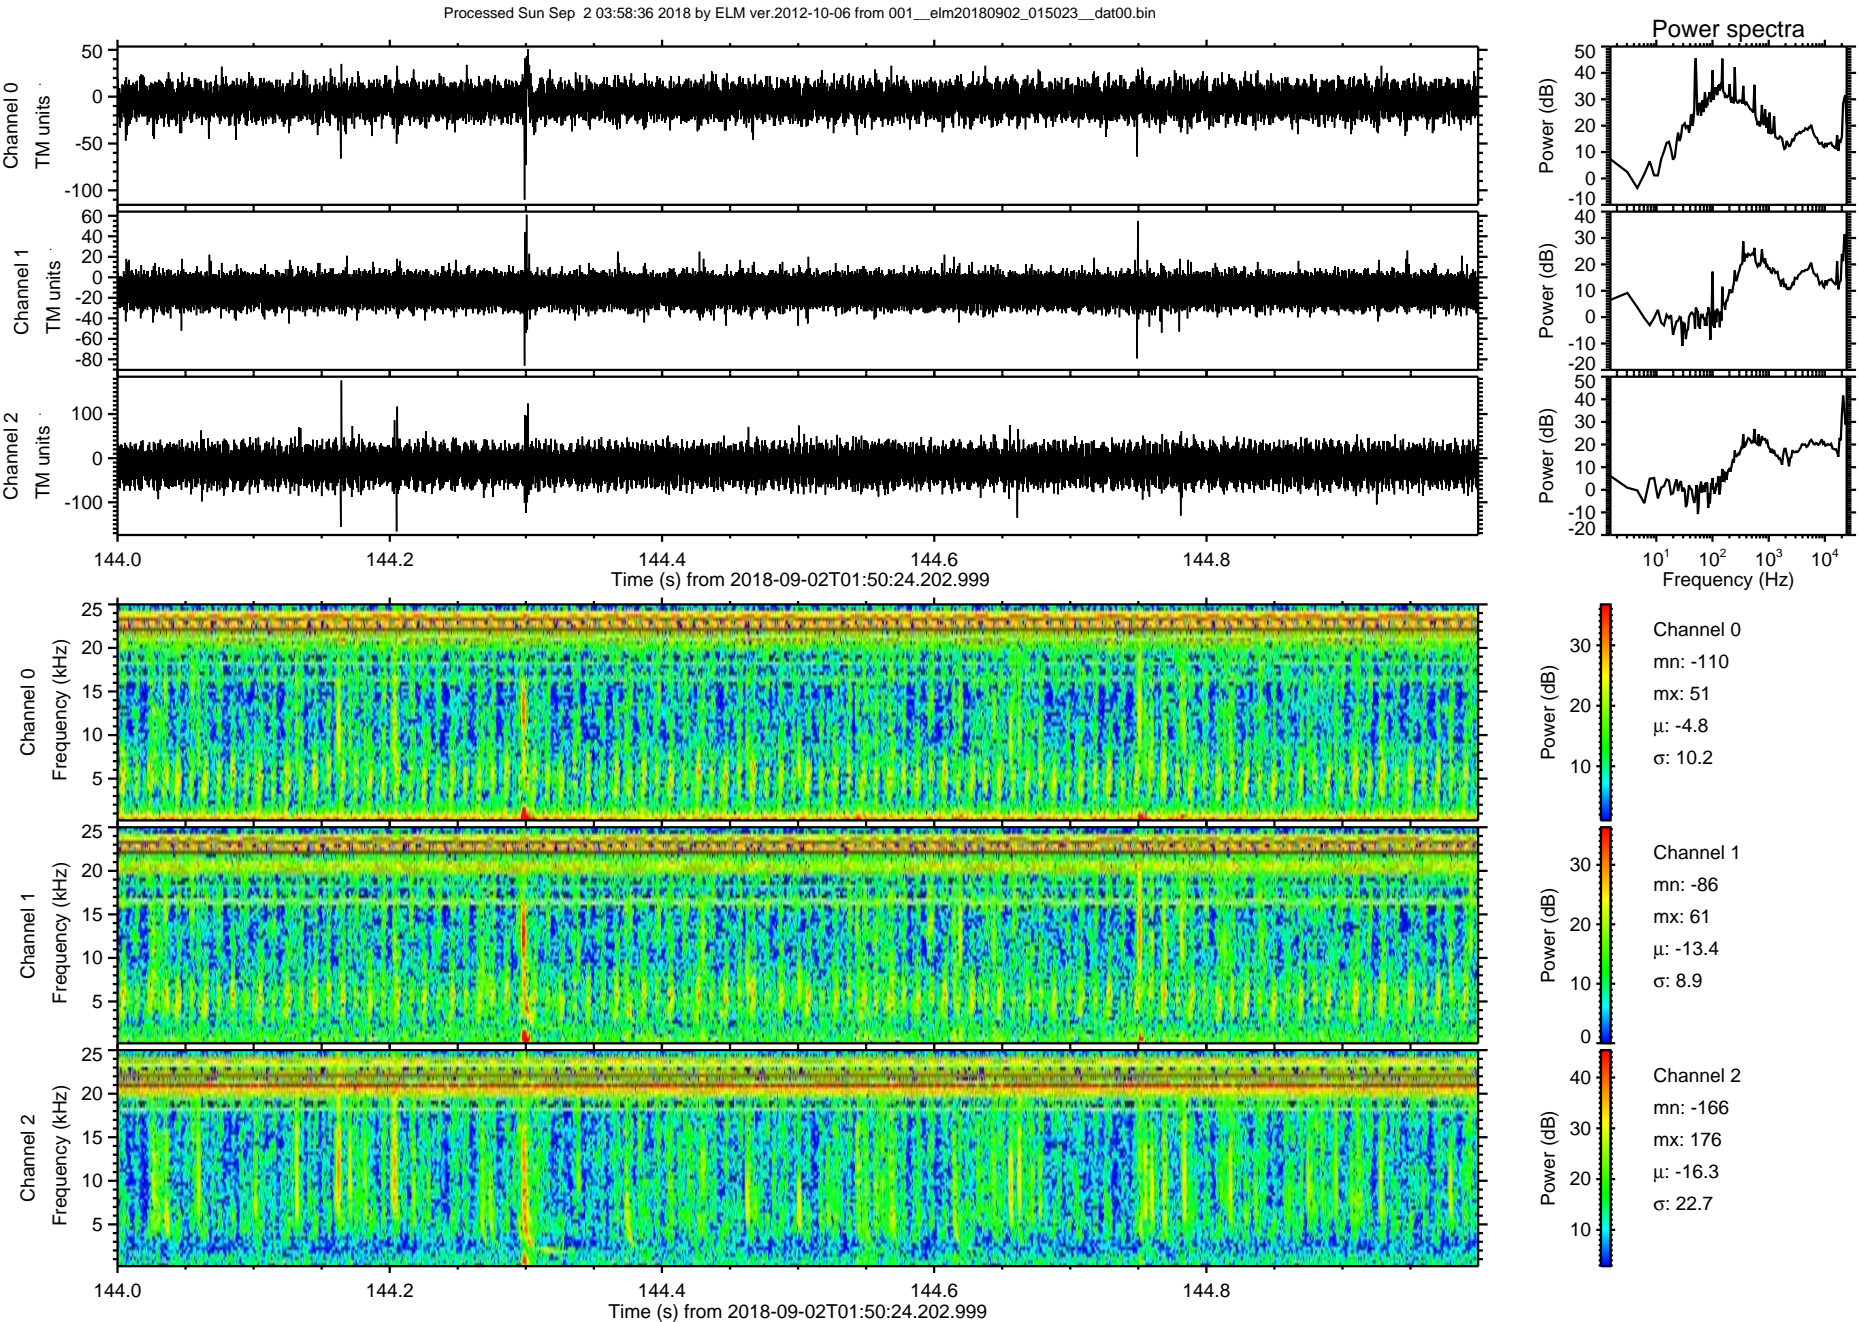 Processed Sun Sep  2 03:58:36 2018 by ELM ver.2012-10-06 from 001__elm20180902_015023__dat00.bin
Power spectra
Channel 0
TM units
50
0
-50
-100
Power (dB)
50
40
30
20
10
0
-10
Channel 1
TM units
60
40
20
0
-20
-40
-60
-80
Power (dB)
40
30
20
10
0
-10
-20
Channel 2
TM units
100
0
-100
Power (dB)
50
40
30
20
10
0
-10
-20
144.0 144.2 144.4 144.6 144.8
Time (s) from 2018-09-02T01:50:24.202.999
10¹ 10² 10³ 10⁴
Frequency (Hz)
Channel 0
Frequency (kHz)
25
20
15
10
5
Power (dB)
30
20
10
Channel 0
mn: -110
mx: 51
μ: -4.8
σ: 10.2
Channel 1
Frequency (kHz)
25
20
15
10
5
Power (dB)
30
20
10
0
Channel 1
mn: -86
mx: 61
μ: -13.4
σ: 8.9
Channel 2
Frequency (kHz)
25
20
15
10
5
Power (dB)
40
30
20
10
Channel 2
mn: -166
mx: 176
μ: -16.3
σ: 22.7
144.0 144.2 144.4 144.6 144.8
Time (s) from 2018-09-02T01:50:24.202.999